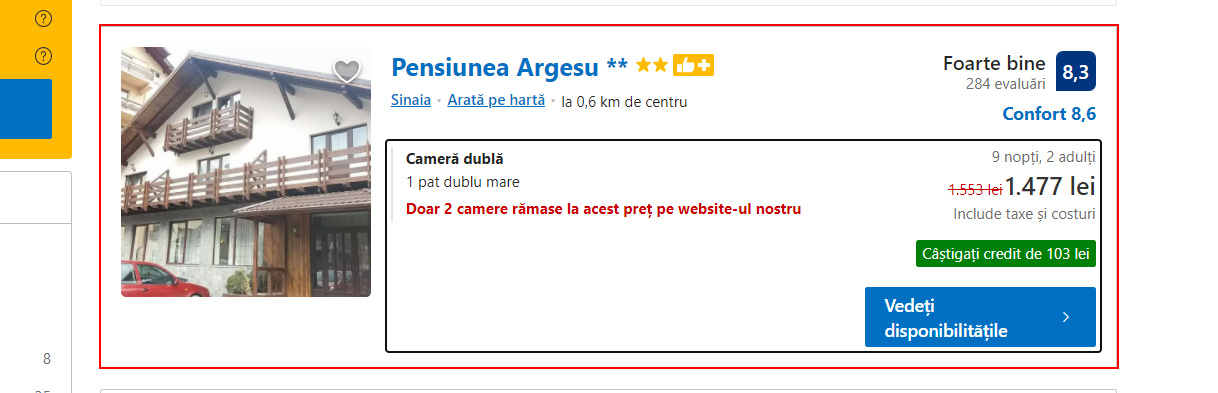 ?
?
Pensiunea Argesu **
Foarte bine
8,3
284 evaluări
Sinaia · Arată pe hartă · la 0,6 km de centru
Confort 8,6
Cameră dublă
1 pat dublu mare
Doar 2 camere rămase la acest preț pe website-ul nostru
9 nopți, 2 adulți
1.553 lei 1.477 lei
Include taxe și costuri
Câștigați credit de 103 lei
Vedeți
disponibilitățile
8